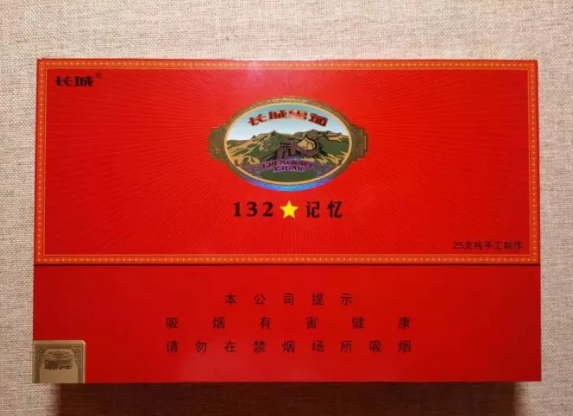 长城®
长城雪茄
132★记忆
25支纯手工制作
本公司提示
吸烟有害健康
请勿在禁烟场所吸烟